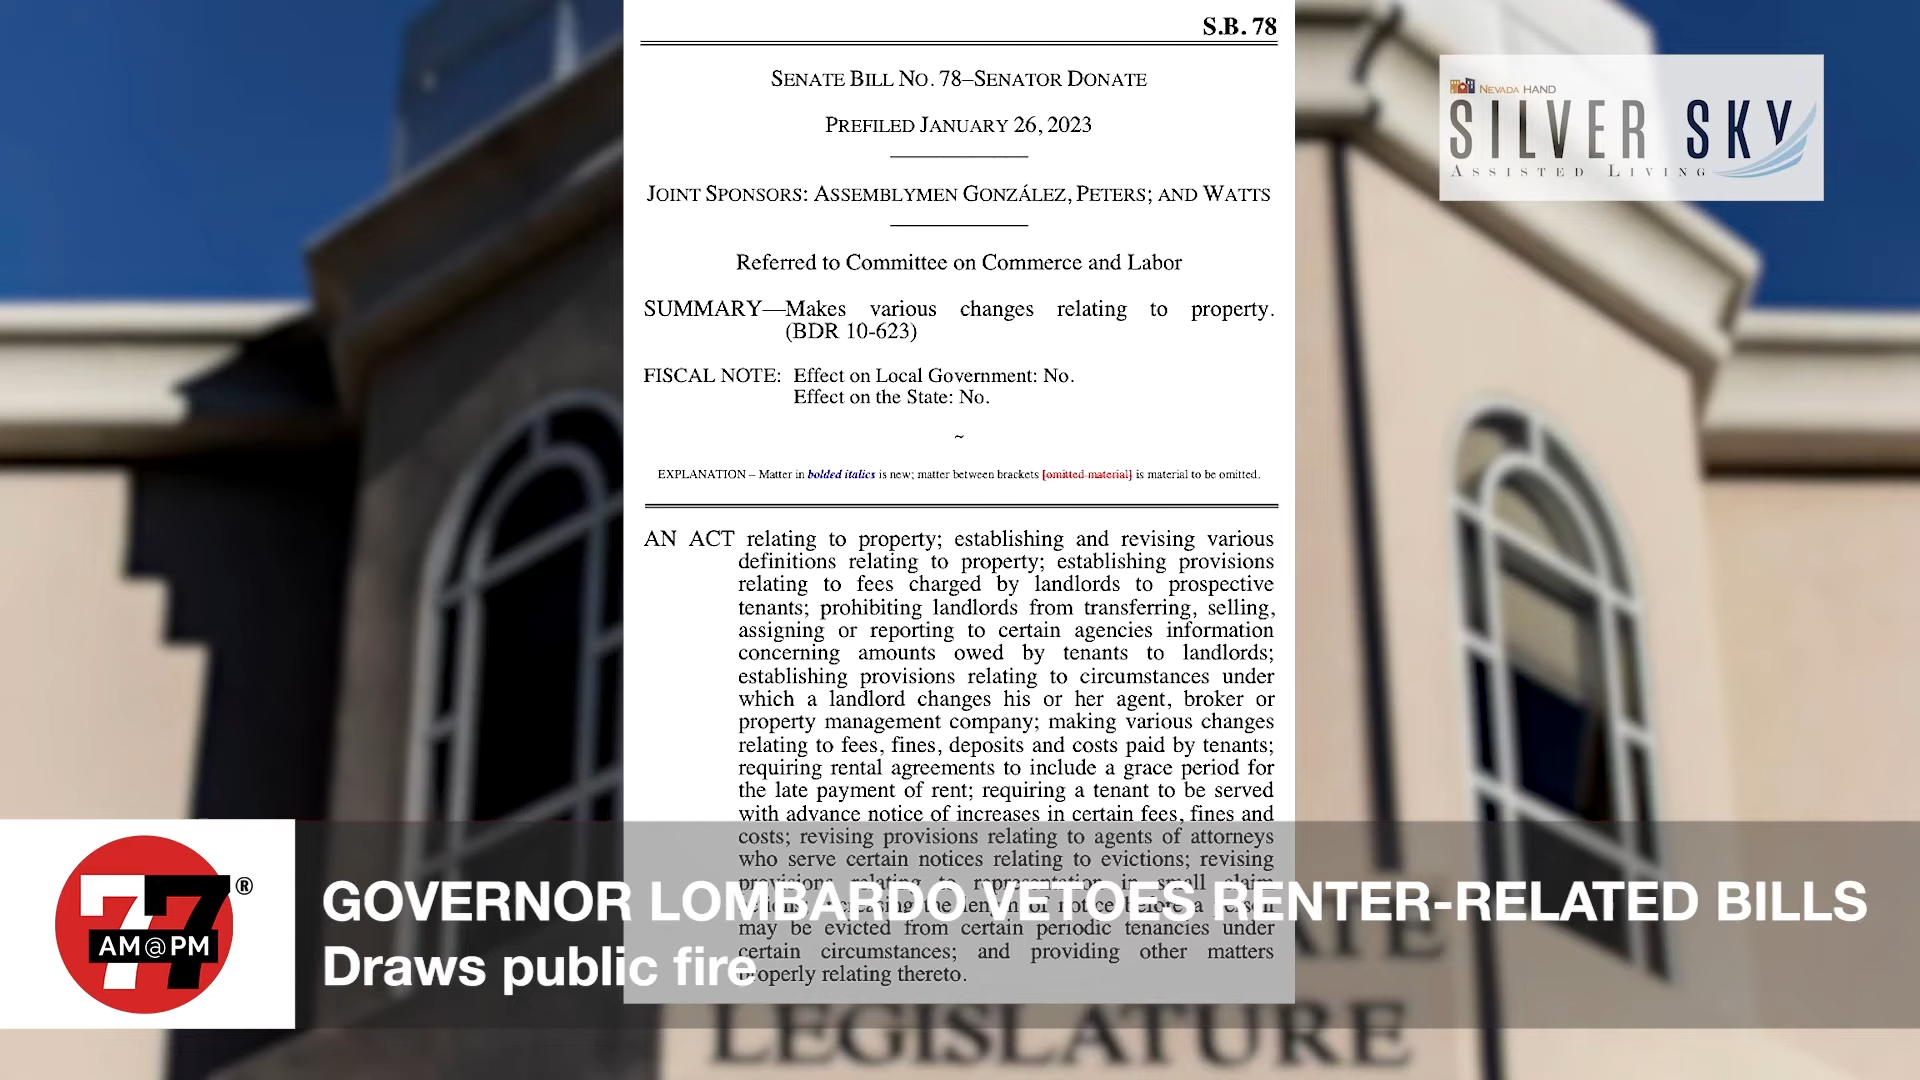 S.B. 78
SENATE BILL NO. 78–SENATOR DONATE
PREFILED JANUARY 26, 2023
JOINT SPONSORS: ASSEMBLYMEN GONZÁLEZ, PETERS; AND WATTS
Referred to Committee on Commerce and Labor
SUMMARY—Makes various changes relating to property.
(BDR 10-623)
FISCAL NOTE: Effect on Local Government: No.
Effect on the State: No.
~
EXPLANATION – Matter in bolded italics is new; matter between brackets [omitted material] is material to be omitted.
AN ACT relating to property; establishing and revising various
definitions relating to property; establishing provisions
relating to fees charged by landlords to prospective
tenants; prohibiting landlords from transferring, selling,
assigning or reporting to certain agencies information
concerning amounts owed by tenants to landlords;
establishing provisions relating to circumstances under
which a landlord changes his or her agent, broker or
property management company; making various changes
relating to fees, fines, deposits and costs paid by tenants;
requiring rental agreements to include a grace period for
the late payment of rent; requiring a tenant to be served
with advance notice of increases in certain fees, fines and
costs; revising provisions relating to agents of attorneys
who serve certain notices relating to evictions; revising
provisions relating to representation in small claim
may be evicted from certain periodic tenancies under
certain circumstances; and providing other matters
properly relating thereto.
NEVADA HAND
SILVER SKY
ASSISTED LIVING
77®
AM@PM
GOVERNOR LOMBARDO VETOES RENTER-RELATED BILLS
Draws public fire
LEGISLATURE